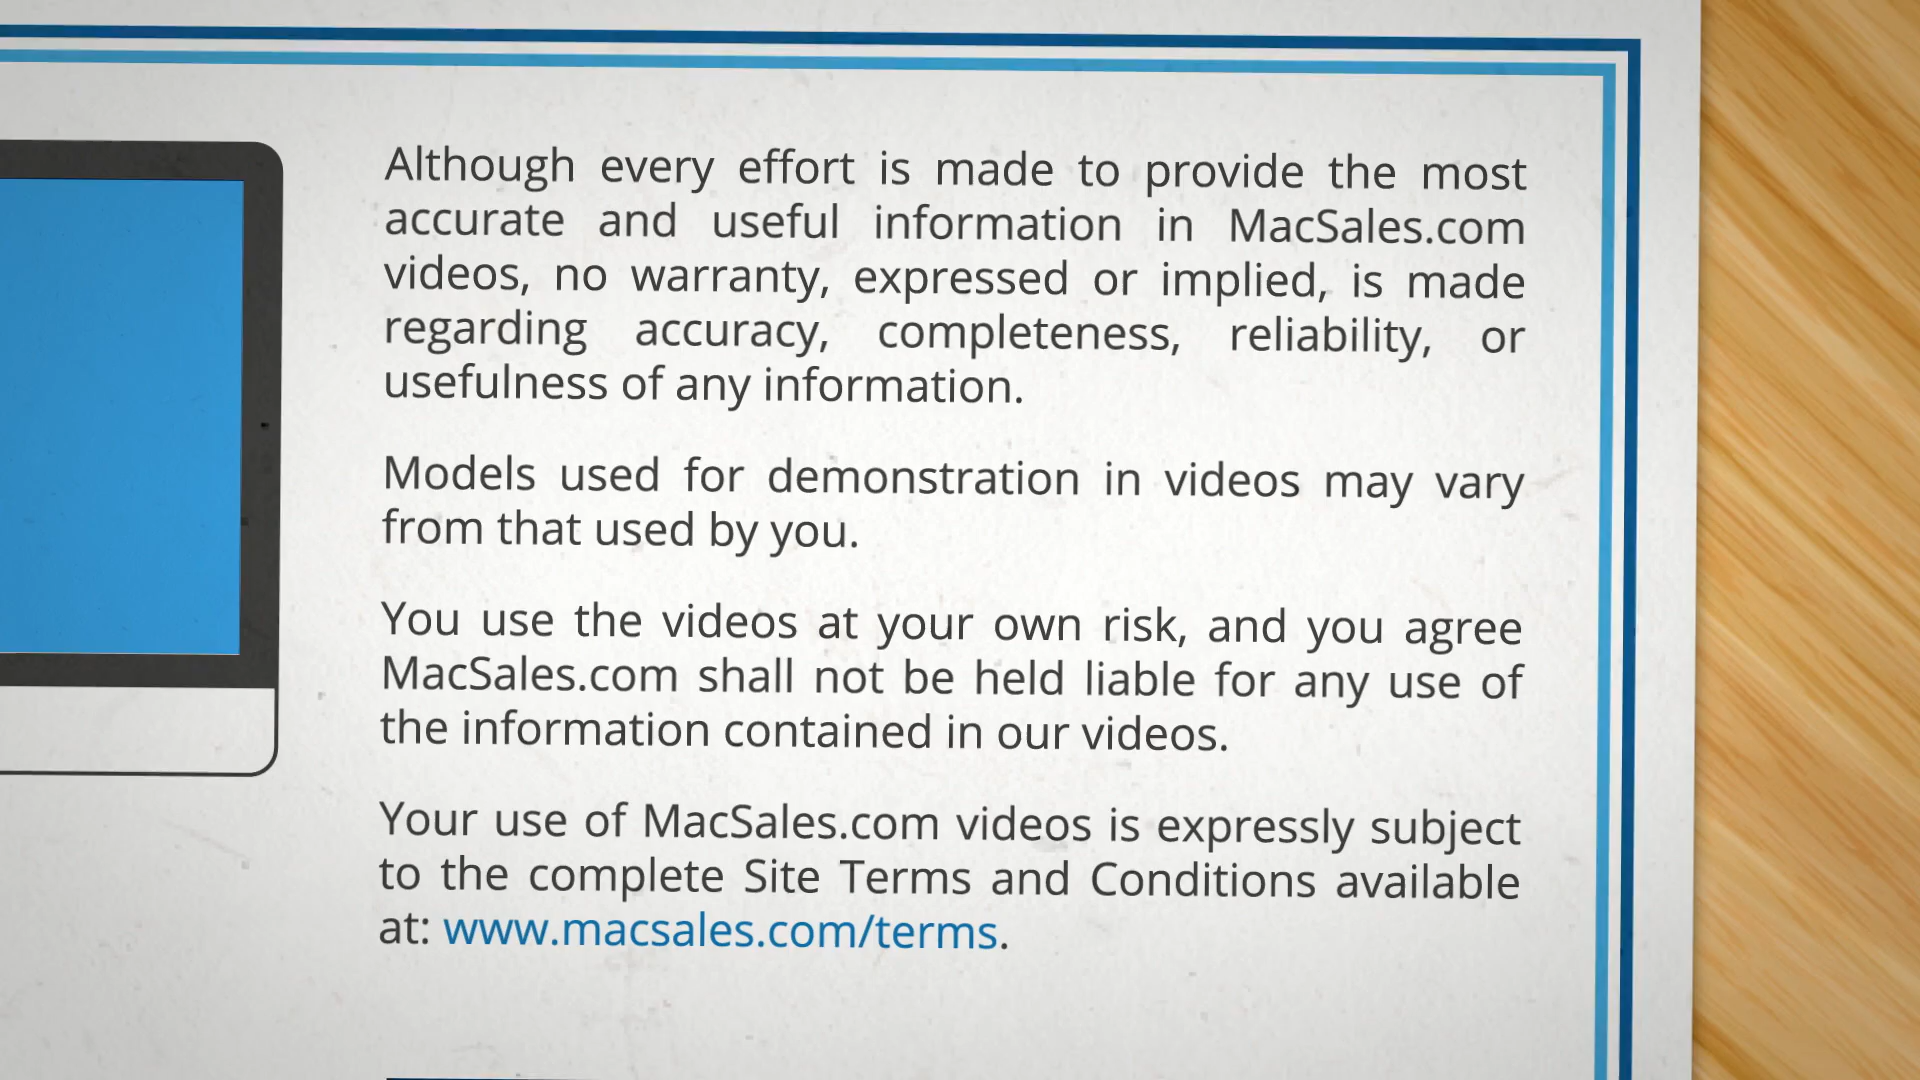 Although every effort is made to provide the most
accurate and useful information in MacSales.com
videos, no warranty, expressed or implied, is made
regarding accuracy, completeness, reliability, or
usefulness of any information.
Models used for demonstration in videos may vary
from that used by you.
You use the videos at your own risk, and you agree
MacSales.com shall not be held liable for any use of
the information contained in our videos.
Your use of MacSales.com videos is expressly subject
to the complete Site Terms and Conditions available
at: www.macsales.com/terms.